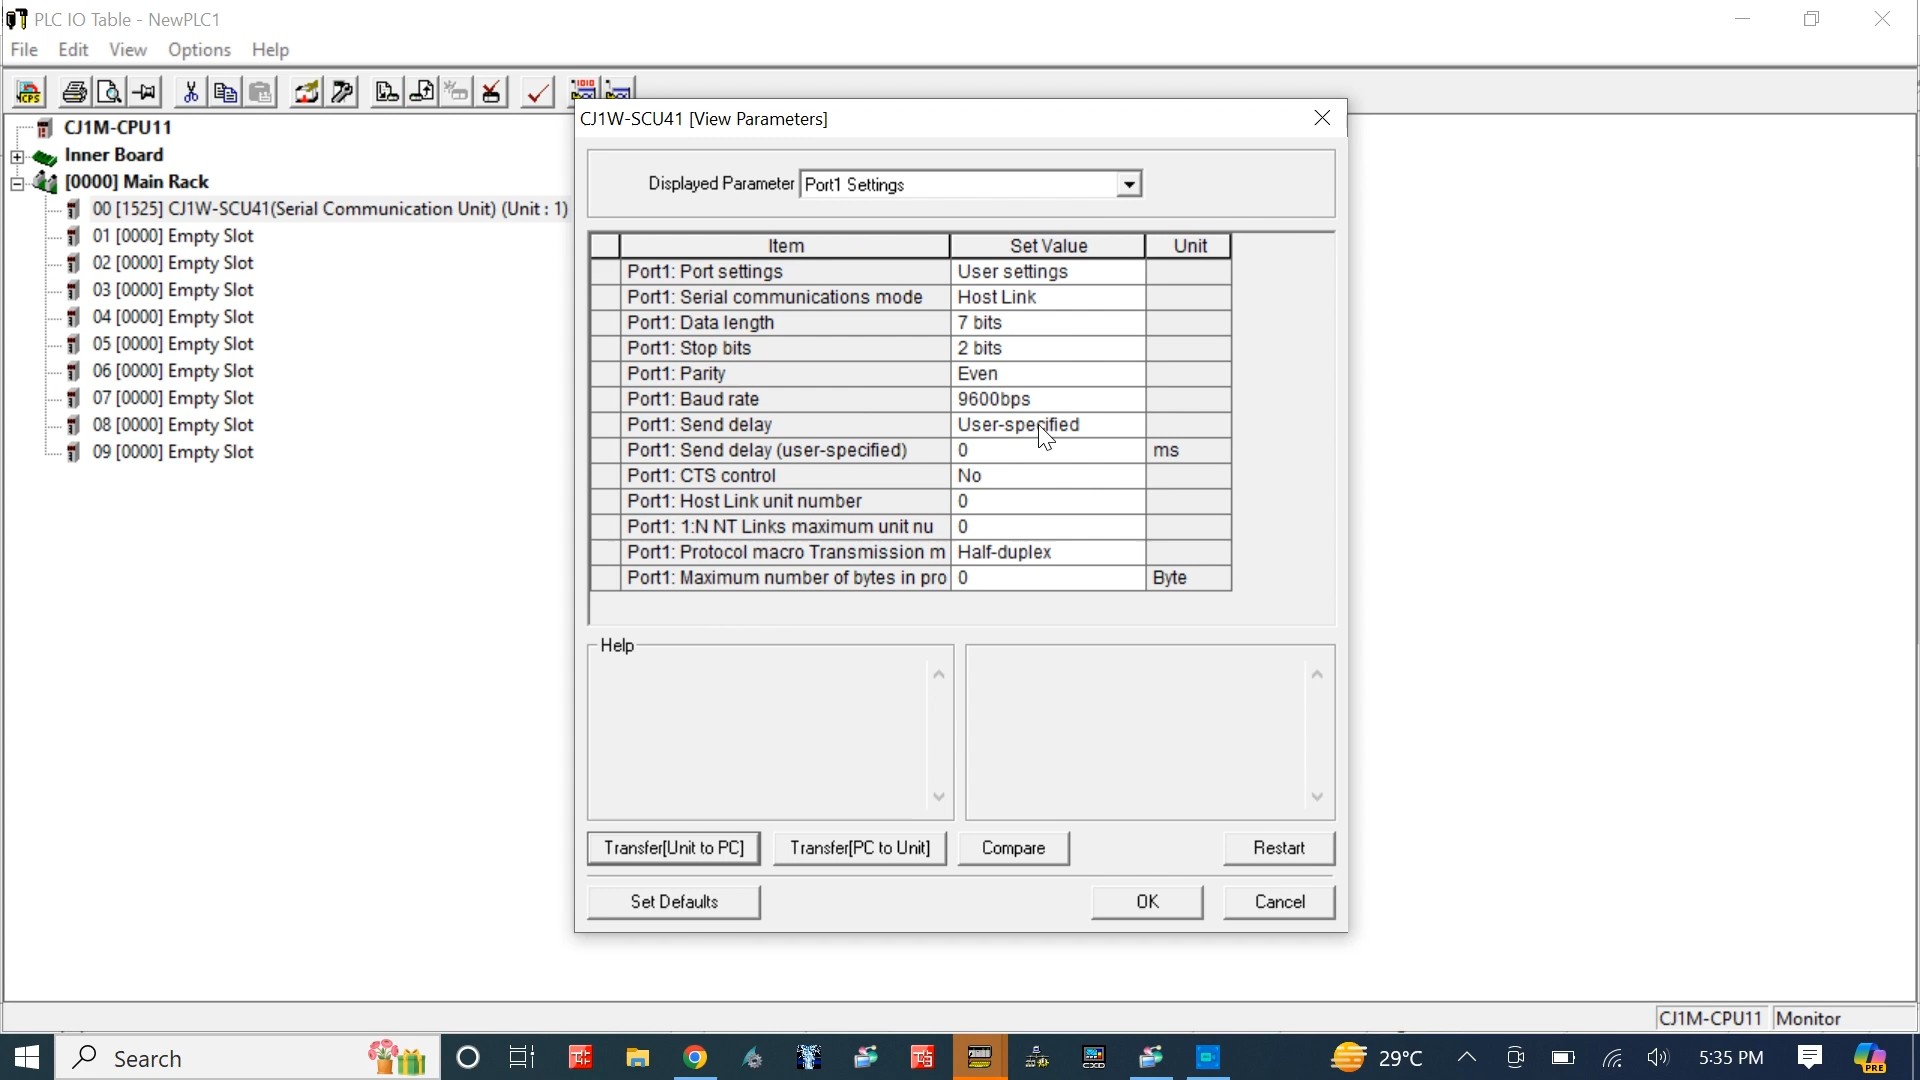 PLC IO Table - NewPLC1
File Edit View Options Help
CJ1M-CPU11
Inner Board
[0000] Main Rack
00 [1525] CJ1W-SCU41(Serial Communication Unit) (Unit : 1)
01 [0000] Empty Slot
02 [0000] Empty Slot
03 [0000] Empty Slot
04 [0000] Empty Slot
05 [0000] Empty Slot
06 [0000] Empty Slot
07 [0000] Empty Slot
08 [0000] Empty Slot
09 [0000] Empty Slot
CJ1W-SCU41 [View Parameters]
Displayed Parameter Port1 Settings
Item Set Value Unit
Port1: Port settings User settings
Port1: Serial communications mode Host Link
Port1: Data length 7 bits
Port1: Stop bits 2 bits
Port1: Parity Even
Port1: Baud rate 9600bps
Port1: Send delay User-specified
Port1: Send delay (user-specified) 0 ms
Port1: CTS control No
Port1: Host Link unit number 0
Port1: 1:N NT Links maximum unit nu 0
Port1: Protocol macro Transmission m Half-duplex
Port1: Maximum number of bytes in pro 0 Byte
Help
Transfer[Unit to PC] Transfer[PC to Unit] Compare Restart
Set Defaults OK Cancel
CJ1M-CPU11 Monitor
Search 29°C 5:35 PM PRE